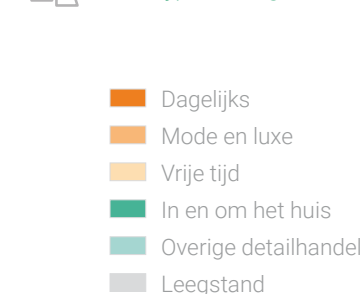 Dagelijks
Mode en luxe
Vrije tijd
In en om het huis
Overige detailhandel
Leegstand